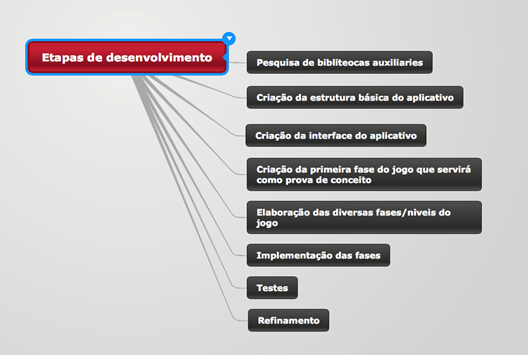 Etapas de desenvolvimento
Pesquisa de bibliteocas auxiliaries
Criação da estrutura básica do aplicativo
Criação da interface do aplicativo
Criação da primeira fase do jogo que servirá
como prova de conceito
Elaboração das diversas fases/niveis do
jogo
Implementação das fases
Testes
Refinamento